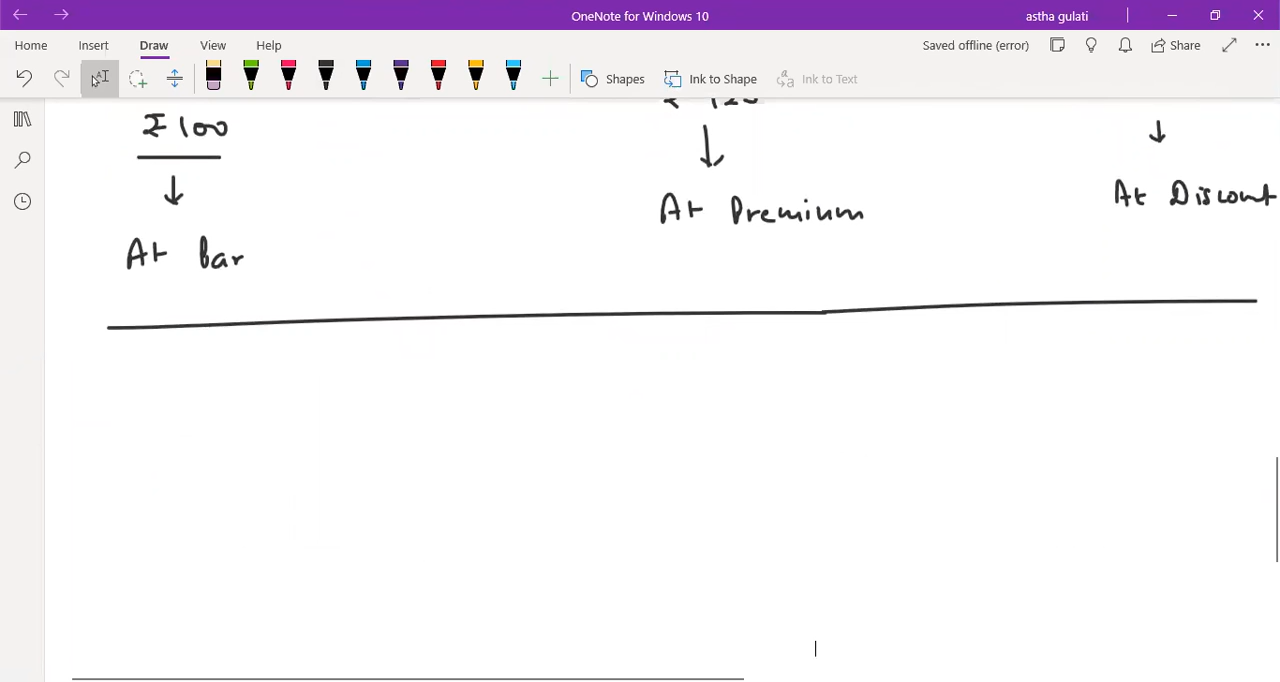 OneNote for Windows 10
astha gulati
Home
Insert
Draw
View
Help
Saved offline (error)
Share
Shapes
Ink to Shape
Ink to Text
₹ 100
At Par
At Premium
At Discount